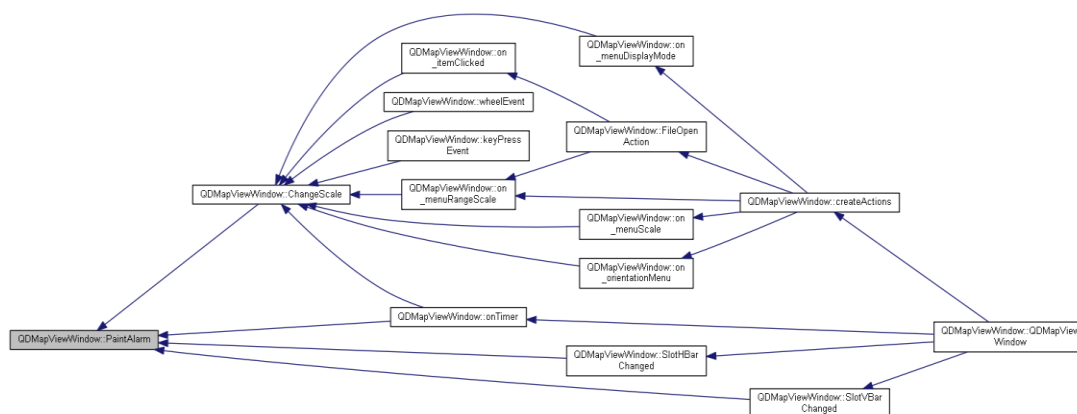 QDMapViewWindow::on
_menuDisplayMode
QDMapViewWindow::on
_itemClicked
QDMapViewWindow::wheelEvent
QDMapViewWindow::FileOpen
Action
QDMapViewWindow::keyPress
Event
QDMapViewWindow::ChangeScale
QDMapViewWindow::on
_menuRangeScale
QDMapViewWindow::createActions
QDMapViewWindow::on
_menuScale
QDMapViewWindow::on
_orientationMenu
QDMapViewWindow::onTimer
QDMapViewWindow::PaintAlarm
QDMapViewWindow::QDMapView
Window
QDMapViewWindow::SlotHBar
Changed
QDMapViewWindow::SlotVBar
Changed